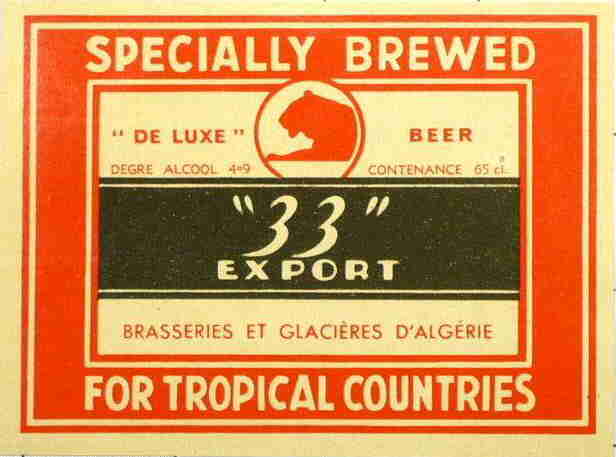 SPECIALLY BREWED
" DE LUXE " BEER
DEGRE ALCOOL 4°9 CONTENANCE 65 cl.
"33"
EXPORT
BRASSERIES ET GLACIÈRES D'ALGÉRIE
FOR TROPICAL COUNTRIES